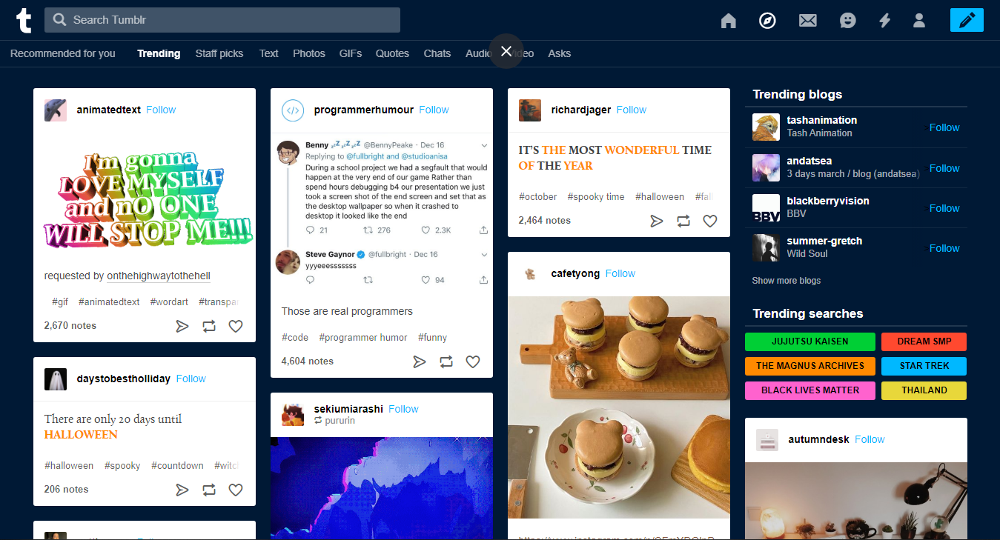 t
Search Tumblr
Recommended for you Trending Staff picks Text Photos GIFs Quotes Chats Audio Video Asks
animatedtext Follow
I'm gonna
LOVE MYSELF
and nO ONE
WILL STOP ME!!!
requested by onthehighwaytothehell
#gif #animatedtext #wordart #transpar
2,670 notes
daystobestholliday Follow
There are only 20 days until
HALLOWEEN
#halloween #spooky #countdown #witc
206 notes
programmerhumour Follow
Benny zZ zZ zZ zZ @BennyPeake · Dec 16
Replying to @fullbright and @studioanisa
During a school project we had a segfault that would
happen at the very end of our game Rather than
spend hours debugging b4 our presentation we just
took a screen shot of the end screen and set that as
the desktop wallpaper so when it crashed to
desktop it looked like the end
21 276 2.3K
Steve Gaynor @fullbright · Dec 16
yyyeeesssssss
94
Those are real programmers
#code #programmer humor #funny
4,604 notes
sekiumiarashi Follow
pururin
richardjager Follow
IT'S THE MOST WONDERFUL TIME
OF THE YEAR
#october #spooky time #halloween #fall
2,464 notes
cafetyong Follow
Trending blogs
tashanimation
Tash Animation
Follow
andatsea
3 days march / blog (andatsea)
Follow
blackberryvision
BBV
BBV
Follow
summer-gretch
Wild Soul
Follow
Show more blogs
Trending searches
JUJUTSU KAISEN DREAM SMP
THE MAGNUS ARCHIVES STAR TREK
BLACK LIVES MATTER THAILAND
autumndesk Follow